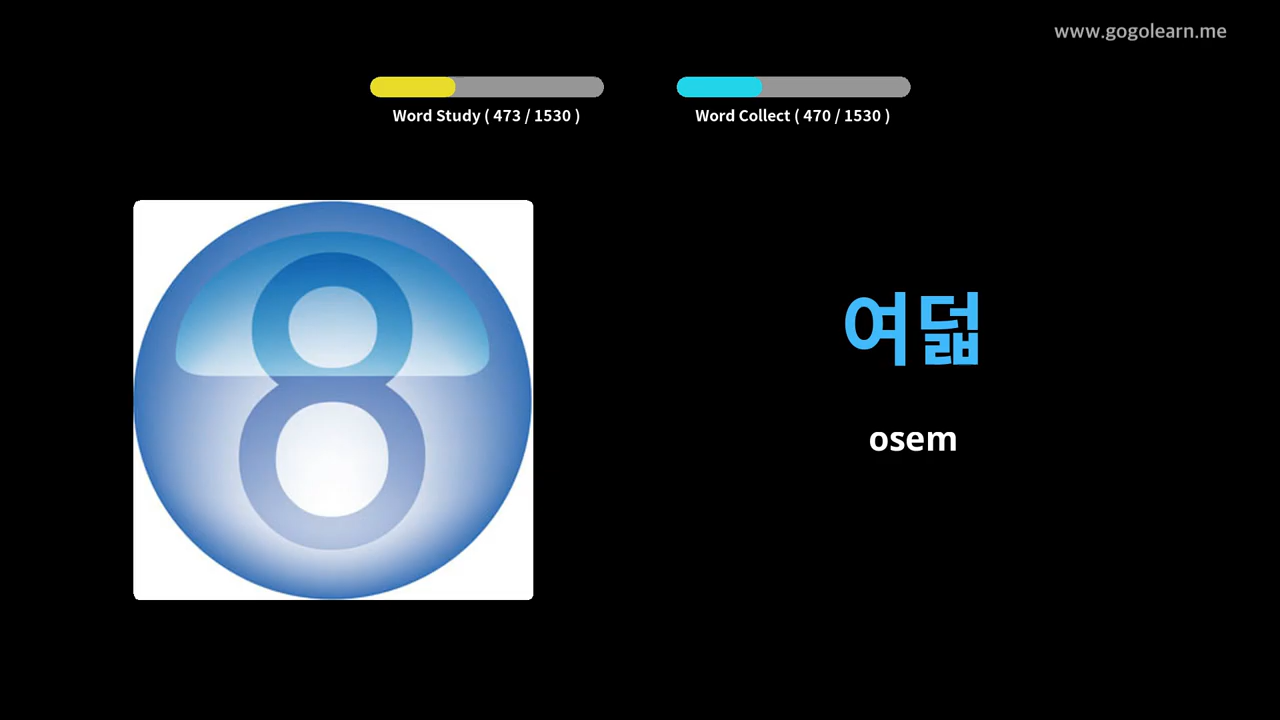 www.gogolearn.me
Word Study ( 473 / 1530 )
Word Collect ( 470 / 1530 )
8
여덟
osem